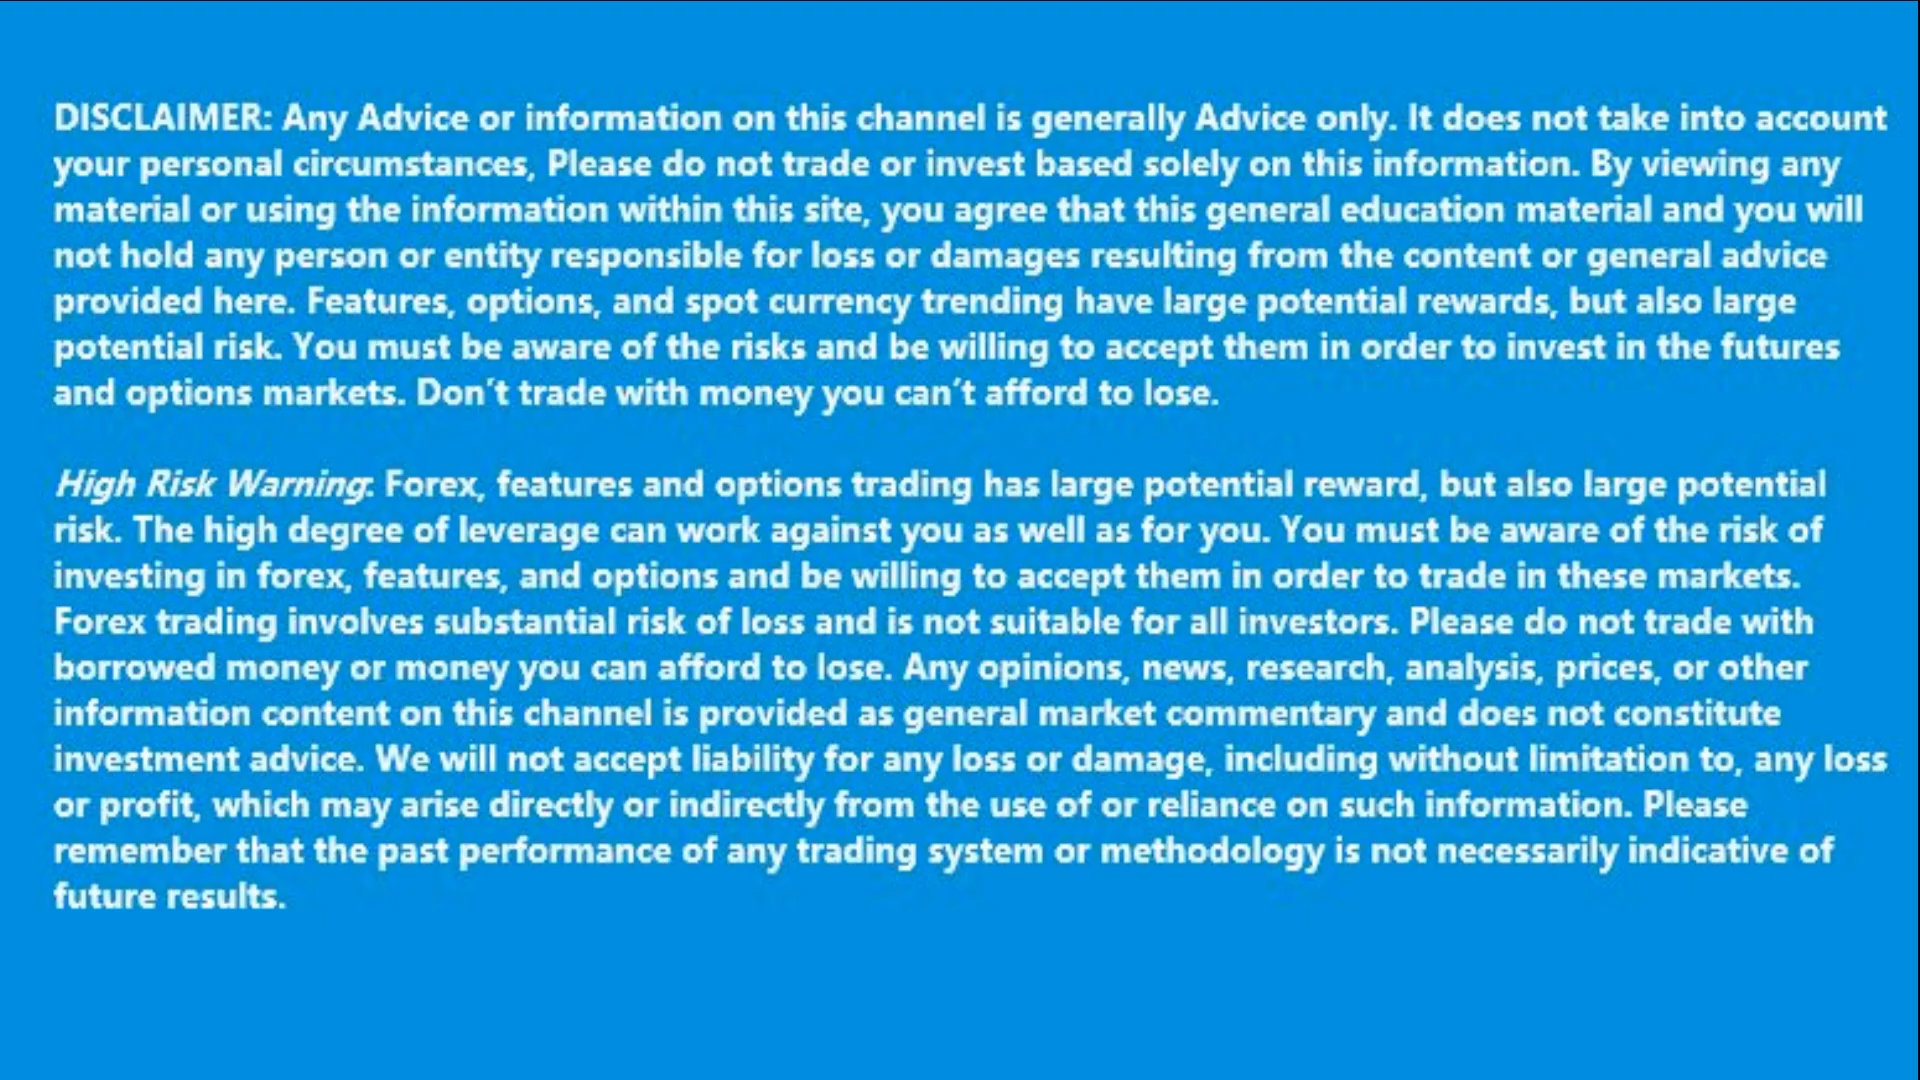 DISCLAIMER: Any Advice or information on this channel is generally Advice only. It does not take into account
your personal circumstances, Please do not trade or invest based solely on this information. By viewing any
material or using the information within this site, you agree that this general education material and you will
not hold any person or entity responsible for loss or damages resulting from the content or general advice
provided here. Features, options, and spot currency trending have large potential rewards, but also large
potential risk. You must be aware of the risks and be willing to accept them in order to invest in the futures
and options markets. Don't trade with money you can't afford to lose.
High Risk Warning: Forex, features and options trading has large potential reward, but also large potential
risk. The high degree of leverage can work against you as well as for you. You must be aware of the risk of
investing in forex, features, and options and be willing to accept them in order to trade in these markets.
Forex trading involves substantial risk of loss and is not suitable for all investors. Please do not trade with
borrowed money or money you can afford to lose. Any opinions, news, research, analysis, prices, or other
information content on this channel is provided as general market commentary and does not constitute
investment advice. We will not accept liability for any loss or damage, including without limitation to, any loss
or profit, which may arise directly or indirectly from the use of or reliance on such information. Please
remember that the past performance of any trading system or methodology is not necessarily indicative of
future results.